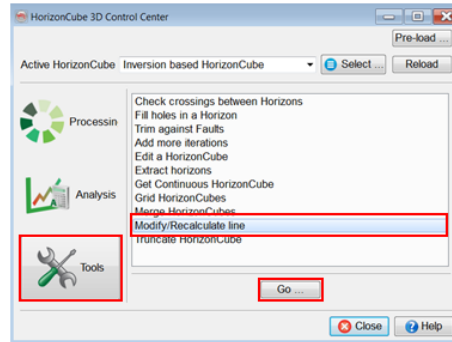 HorizonCube 3D Control Center
Pre-load ...
Active HorizonCube Inversion based HorizonCube Select ... Reload
Processin
Analysis
Tools
Check crossings between Horizons
Fill holes in a Horizon
Trim against Faults
Add more iterations
Edit a HorizonCube
Extract horizons
Get Continuous HorizonCube
Grid HorizonCubes
Merge HorizonCubes
Modify/Recalculate line
Truncate HorizonCube
Go ...
Close Help